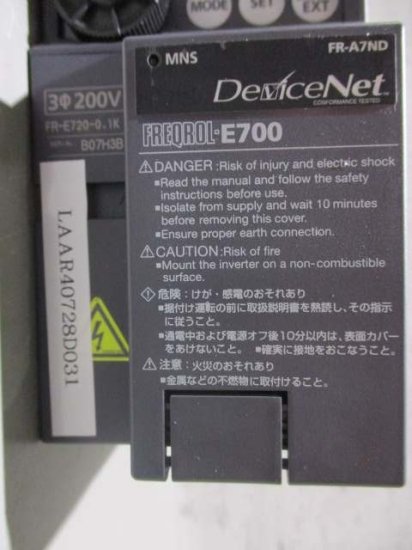 MODE SET EXT
MNS
FR-A7ND
DeviceNet
CONFORMANCE TESTED
3Φ 200V
FR-E720-0.1K
B07H3B
FREQROL-E700
⚠DANGER :Risk of injury and electric shock
■Read the manual and follow the safety
instructions before use.
■Isolate from supply and wait 10 minutes
before removing this cover.
■Ensure proper earth connection.
⚠CAUTION :Risk of fire
■Mount the inverter on a non-combustible
surface.
危険：けが・感電のおそれあり
■据付け運転の前に取扱説明書を熟読し、その指示
に従うこと。
■通電中および電源オフ後10分以内は、表面カバー
をあけないこと。 ■確実に接地をおこなうこと。
⚠注意：火災のおそれあり
■金属などの不燃物に取付けること。
LAAR40728D031